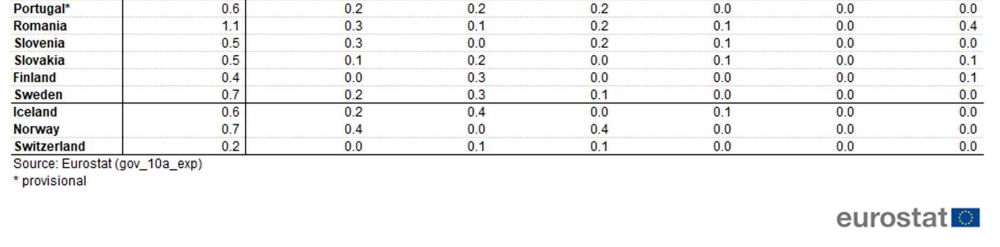 Portugal* 0.6 0.2 0.2 0.2 0.0 0.0 0.0
Romania 1.1 0.3 0.1 0.2 0.1 0.0 0.4
Slovenia 0.5 0.3 0.0 0.2 0.1 0.0 0.0
Slovakia 0.5 0.1 0.2 0.0 0.1 0.0 0.1
Finland 0.4 0.0 0.3 0.0 0.0 0.0 0.1
Sweden 0.7 0.2 0.3 0.1 0.0 0.0 0.0
Iceland 0.6 0.2 0.4 0.0 0.1 0.0 0.0
Norway 0.7 0.4 0.0 0.4 0.0 0.0 0.0
Switzerland 0.2 0.0 0.1 0.1 0.0 0.0 0.0
Source: Eurostat (gov_10a_exp)
* provisional
eurostat